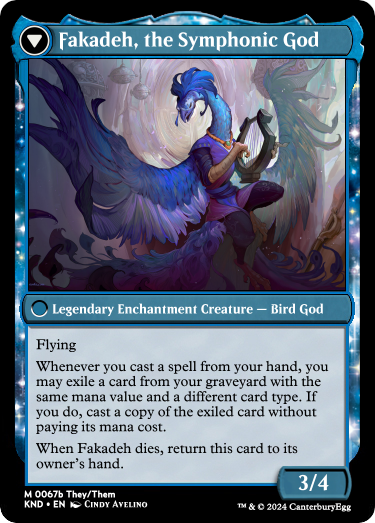 Fakadeh, the Symphonic God
Legendary Enchantment Creature — Bird God
Flying
Whenever you cast a spell from your hand, you
may exile a card from your graveyard with the
same mana value and a different card type. If
you do, cast a copy of the exiled card without
paying its mana cost.
When Fakadeh dies, return this card to its
owner's hand.
3/4
M 0067b They/Them
KND • EN Cindy Avelino
™ & © 2024 CanterburyEgg